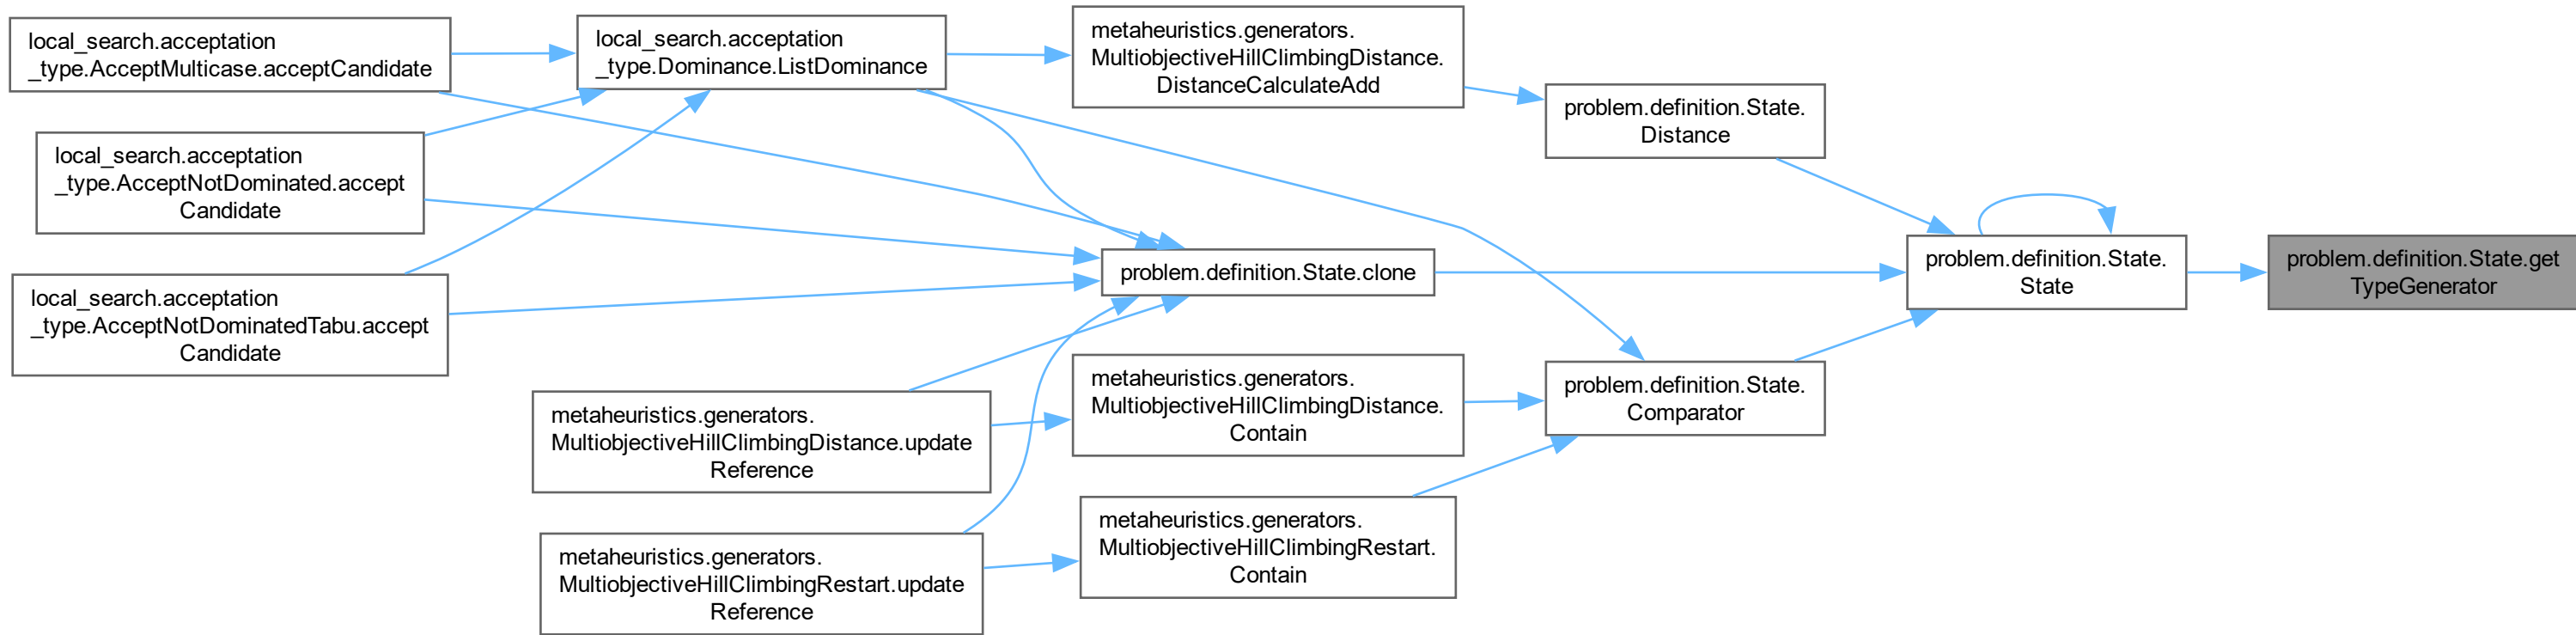 local_search.acceptation
_type.AcceptMulticase.acceptCandidate
local_search.acceptation
_type.AcceptNotDominated.accept
Candidate
local_search.acceptation
_type.AcceptNotDominatedTabu.accept
Candidate
local_search.acceptation
_type.Dominance.ListDominance
metaheuristics.generators.
MultiobjectiveHillClimbingDistance.update
Reference
metaheuristics.generators.
MultiobjectiveHillClimbingRestart.update
Reference
metaheuristics.generators.
MultiobjectiveHillClimbingDistance.
DistanceCalculateAdd
problem.definition.State.clone
metaheuristics.generators.
MultiobjectiveHillClimbingDistance.
Contain
metaheuristics.generators.
MultiobjectiveHillClimbingRestart.
Contain
problem.definition.State.
Distance
problem.definition.State.
Comparator
problem.definition.State.
State
problem.definition.State.get
TypeGenerator